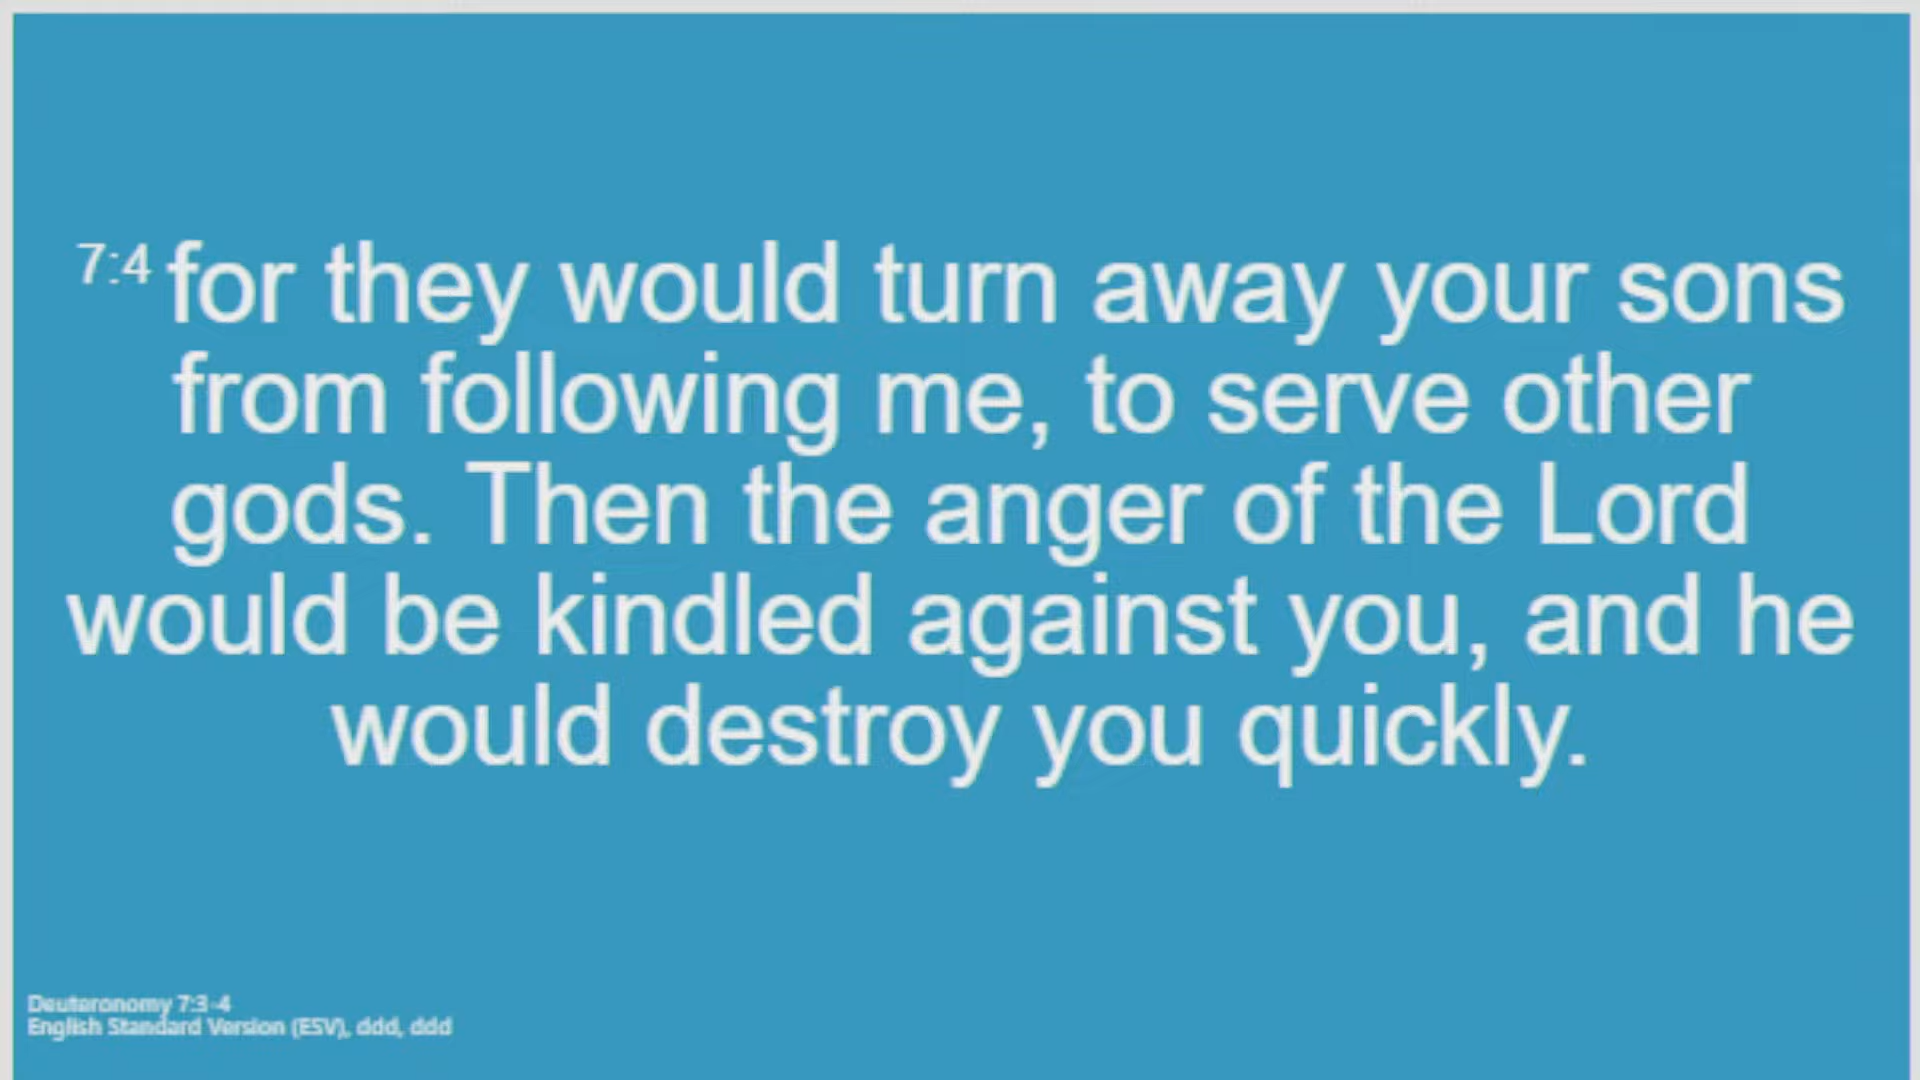 7:4 for they would turn away your sons
from following me, to serve other
gods. Then the anger of the Lord
would be kindled against you, and he
would destroy you quickly.
Deuteronomy 7:3-4
English Standard Version (ESV), ddd, ddd